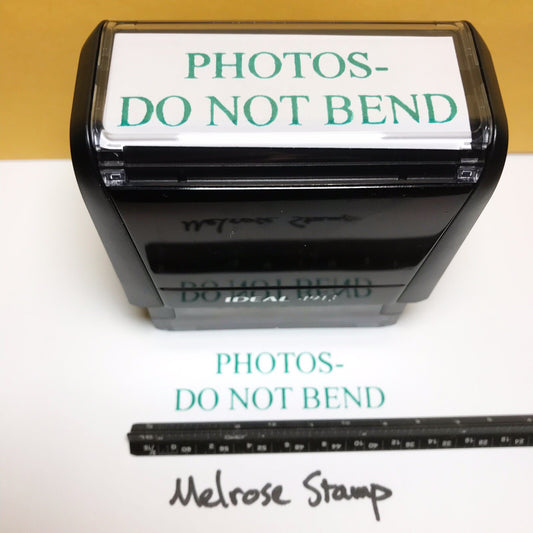 PHOTOS-
DO NOT BEND
IDEAL
PHOTOS-
DO NOT BEND
Melrose Stamp